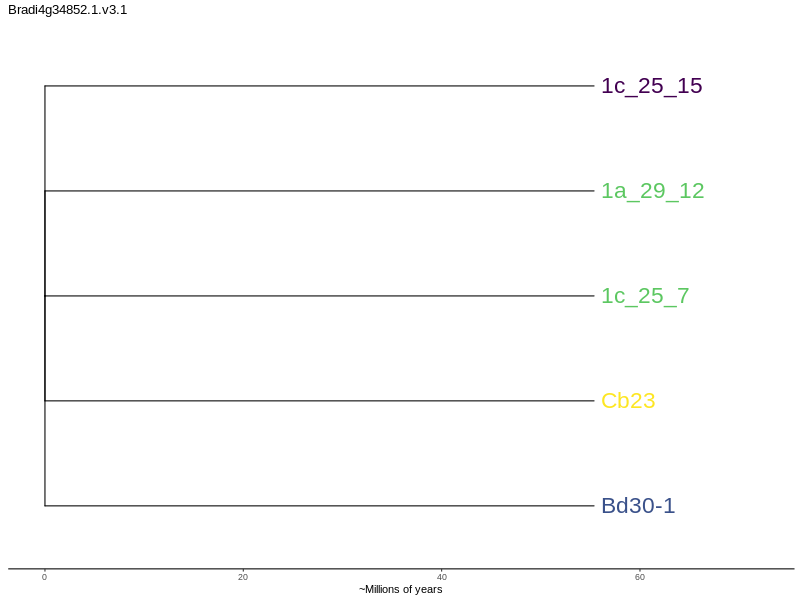 Bradi4g34852.1.v3.1
1c_25_15
1a_29_12
1c_25_7
Cb23
Bd30-1
0 20 40 60
~Millions of years